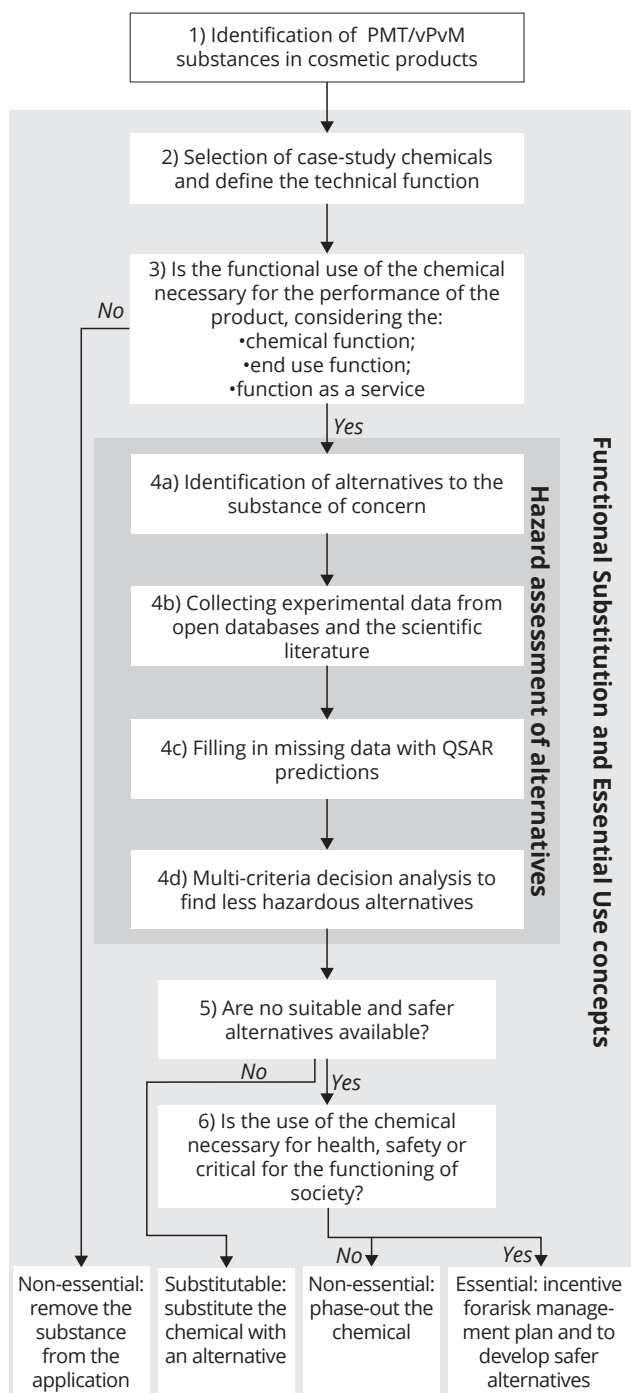 1) Identification of PMT/vPvM
substances in cosmetic products
2) Selection of case-study chemicals
and define the technical function
3) Is the functional use of the chemical
necessary for the performance of the
product, considering the:
•chemical function;
•end use function;
•function as a service
No
Yes
4a) Identification of alternatives to the
substance of concern
4b) Collecting experimental data from
open databases and the scientific
literature
4c) Filling in missing data with QSAR
predictions
4d) Multi-criteria decision analysis to
find less hazardous alternatives
Hazard assessment of alternatives
Functional Substitution and Essential Use concepts
5) Are no suitable and safer
alternatives available?
No
Yes
6) Is the use of the chemical
necessary for health, safety or
critical for the functioning of
society?
No
Yes
Non-essential:
remove the
substance
from the
application
Substitutable:
substitute the
chemical with
an alternative
Non-essential:
phase-out the
chemical
Essential: incentive
forarisk manage-
ment plan and to
develop safer
alternatives